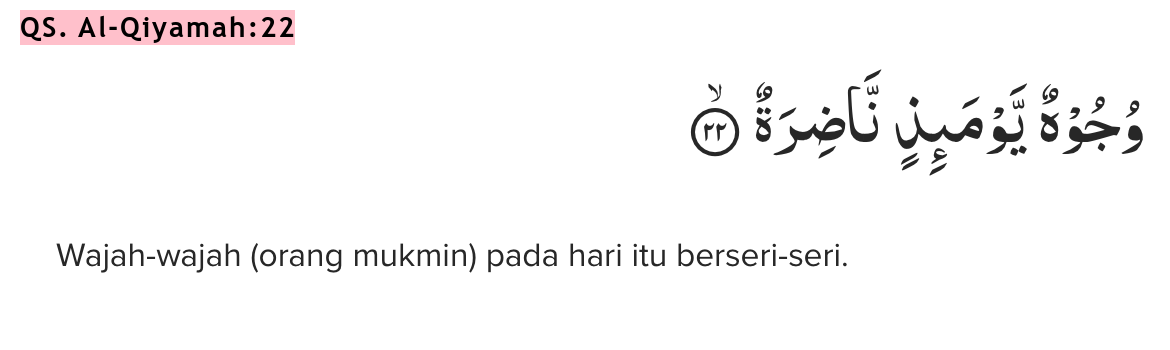 QS. Al-Qiyamah:22
وُجُوْهٌ يَّوْمَىِٕذٍ نَّاضِرَةٌ ۙ ٢٢
Wajah-wajah (orang mukmin) pada hari itu berseri-seri.